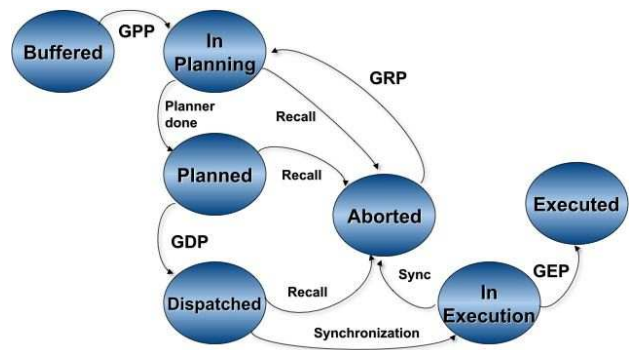 GPP
In
Planning
Buffered
GRP
Planner
done
Recall
Planned
Recall
Executed
Aborted
GDP
Sync
GEP
Recall
In
Execution
Dispatched
Synchronization